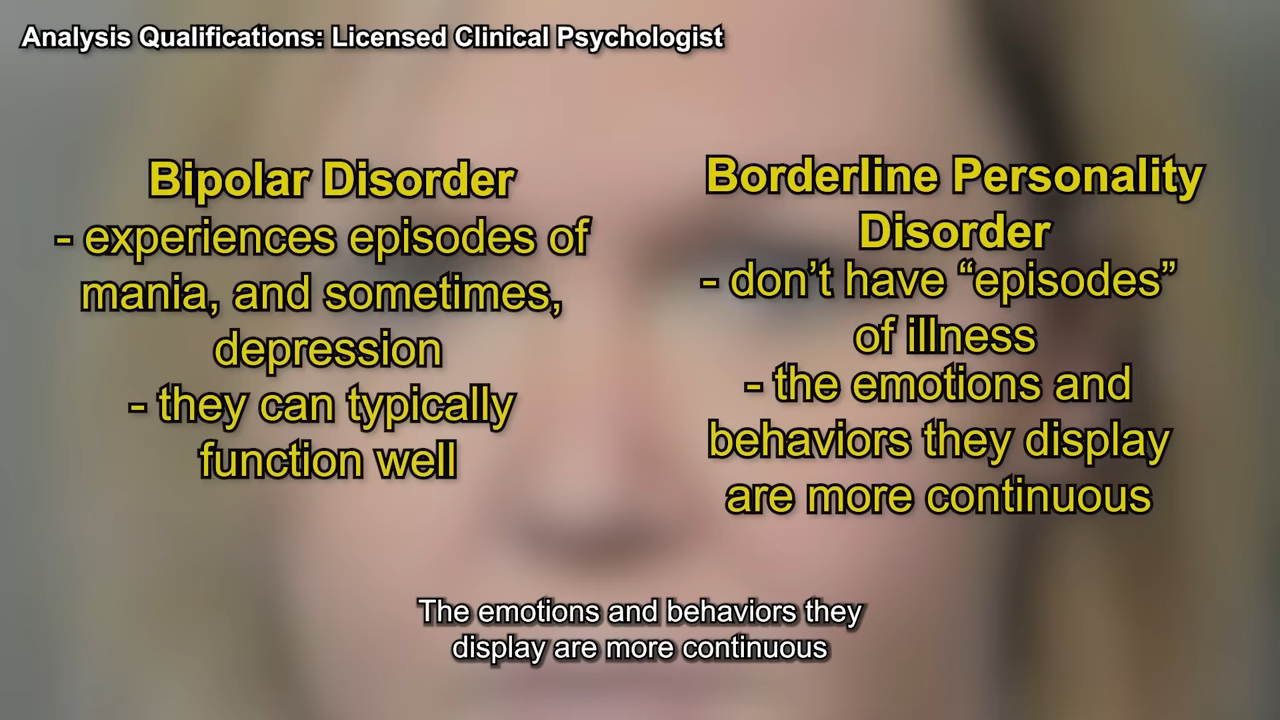 Analysis Qualifications: Licensed Clinical Psychologist
Bipolar Disorder
- experiences episodes of
mania, and sometimes,
depression
- they can typically
function well
Borderline Personality
Disorder
- don’t have “episodes”
of illness
- the emotions and
behaviors they display
are more continuous
The emotions and behaviors they
display are more continuous